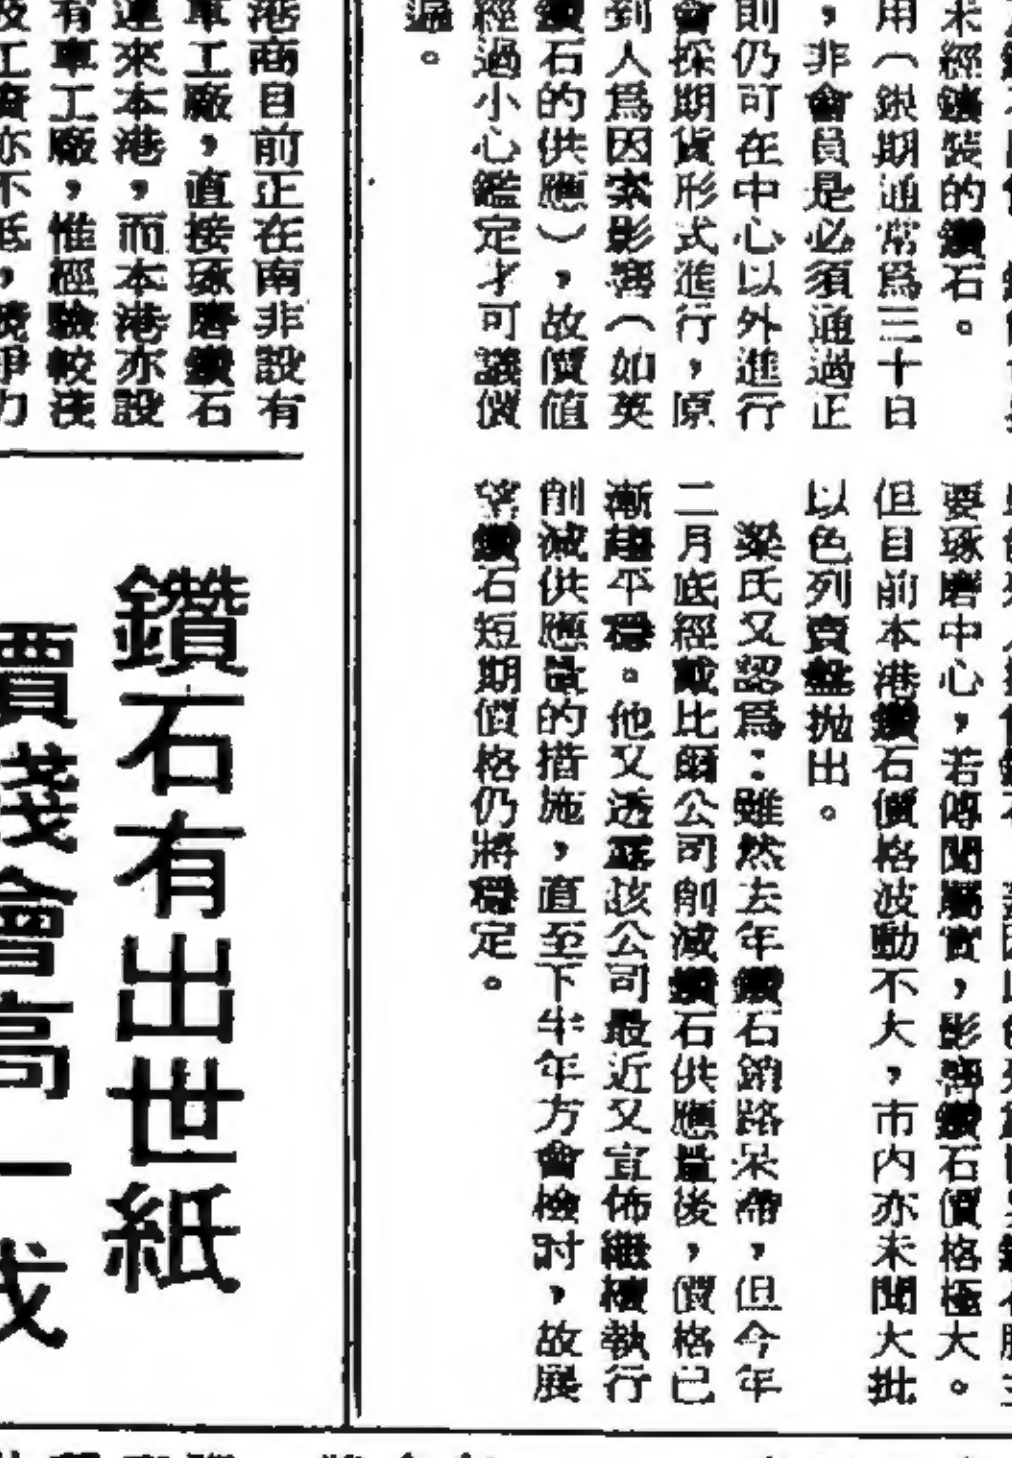 未經鑲裝的鑽石。
用（銀期通常爲三十日
，非會員是必須通過正
則仍可在中心以外進行
會採期貨形式進行，原
到人爲因素影響（如英
鑽石的供應），故價值
經過小心鑑定才可議價
要琢磨中心，若傳聞屬實，影響鑽石價格極大。
但目前本港鑽石價格波動不大，市內亦未聞大批
以色列賣盤拋出。
梁氏又認爲：雖然去年鑽石銷路呆滯，但今年
二月底經戴比爾公司削減鑽石供應量後，價格已
漸趨平穩。他又透露該公司最近又宣佈繼續執行
削減供應量的措施，直至下半年方會檢討，故展
望鑽石短期價格仍將穩定。
港商目前正在南非設有
車工廠，直接琢磨鑽石
運來本港，而本港亦設
有車工廠，惟經驗較淺
鑽石有出世紙
價錢會高一成